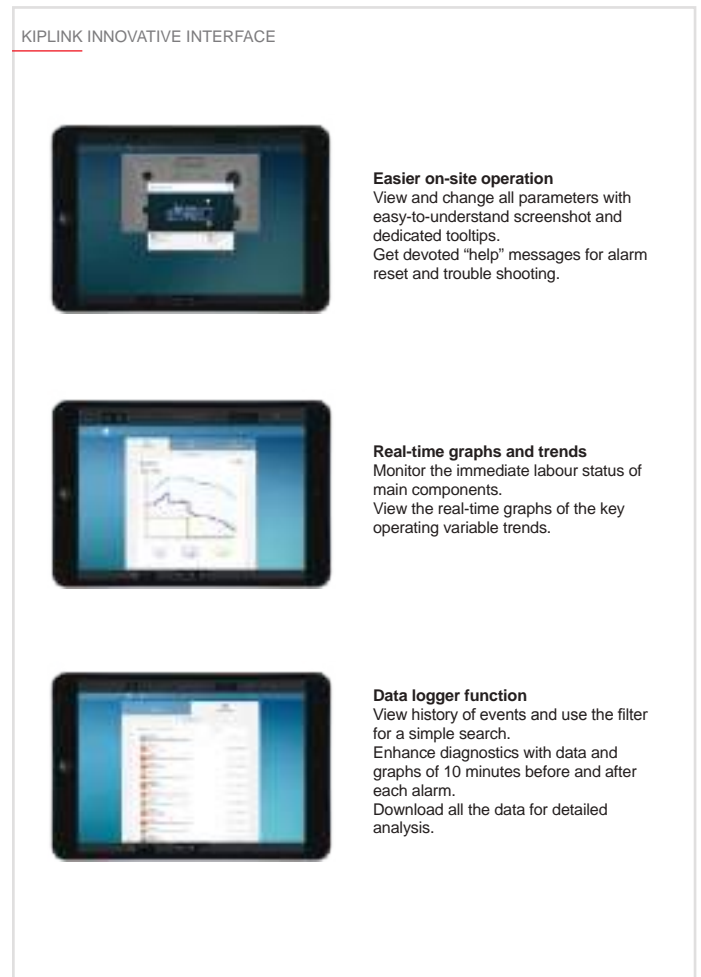 KIPLINK INNOVATIVE INTERFACE
Easier on-site operation
View and change all parameters with
easy-to-understand screenshot and
dedicated tooltips.
Get devoted “help” messages for alarm
reset and trouble shooting.
Real-time graphs and trends
Monitor the immediate labour status of
main components.
View the real-time graphs of the key
operating variable trends.
Data logger function
View history of events and use the filter
for a simple search.
Enhance diagnostics with data and
graphs of 10 minutes before and after
each alarm.
Download all the data for detailed
analysis.